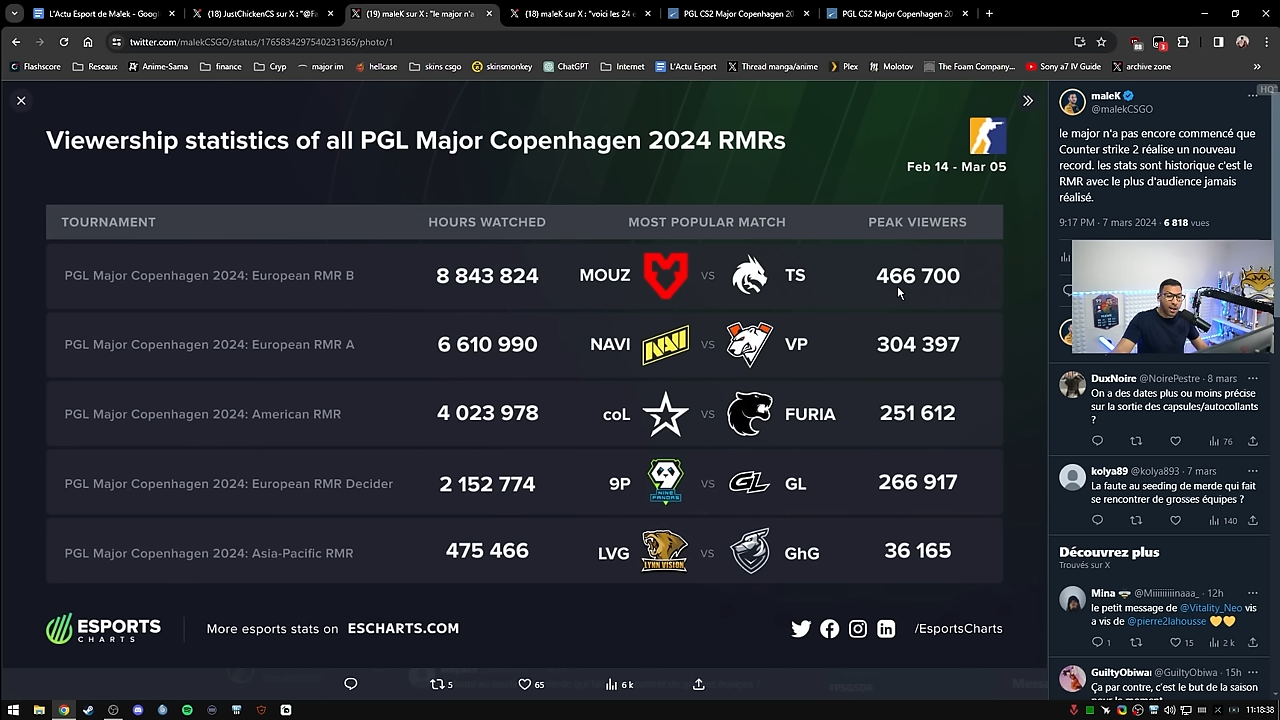 L'Actu Esport de Malek - Googl
(18) JustChickenCS sur X : "@Fa
(19) maleK sur X : "le major n'a
(18) maleK sur X : "voici les 24 e
PGL CS2 Major Copenhagen 20
PGL CS2 Major Copenhagen 20
twitter.com/malekCSGO/status/1765834297540231365/photo/1
Flashscore
Reseaux
Anime-Sama
finance
Cryp
major im
hellcase
skins csgo
skinsmonkey
ChatGPT
Internet
L'Actu Esport
Thread manga/anime
Plex
Molotov
The Foam Company...
Sony a7 IV Guide
archive zone
Viewership statistics of all PGL Major Copenhagen 2024 RMRs
Feb 14 - Mar 05
TOURNAMENT HOURS WATCHED MOST POPULAR MATCH PEAK VIEWERS
PGL Major Copenhagen 2024: European RMR B 8 843 824 MOUZ VS TS 466 700
PGL Major Copenhagen 2024: European RMR A 6 610 990 NAVI VS VP 304 397
PGL Major Copenhagen 2024: American RMR 4 023 978 coL VS FURIA 251 612
PGL Major Copenhagen 2024: European RMR Decider 2 152 774 9P VS GL 266 917
PGL Major Copenhagen 2024: Asia-Pacific RMR 475 466 LVG VS GhG 36 165
ESPORTS
CHARTS
More esports stats on ESCHARTS.COM
/EsportsCharts
5
65
6 k
HQ
maleK
@malekCSGO
le major n'a pas encore commencé que
Counter strike 2 réalise un nouveau
record. les stats sont historique c'est le
RMR avec le plus d'audience jamais
réalisé.
9:17 PM · 7 mars 2024 · 6 818 vues
DuxNoire @NoirePestre · 8 mars
On a des dates plus ou moins précise
sur la sortie des capsules/autocollants
?
76
kolya89 @kolya893 · 7 mars
La faute au seeding de merde qui fait
se rencontrer de grosses équipes ?
140
Découvrez plus
Trouvés sur X
Mina
· 12h
le petit message de @Vitality_Neo vis
a vis de @pierre2lahousse
1
15
2 k
GuiltyObiwa @GuiltyObiwa · 15h
Ça par contre, c'est le but de la saison
11:18:38